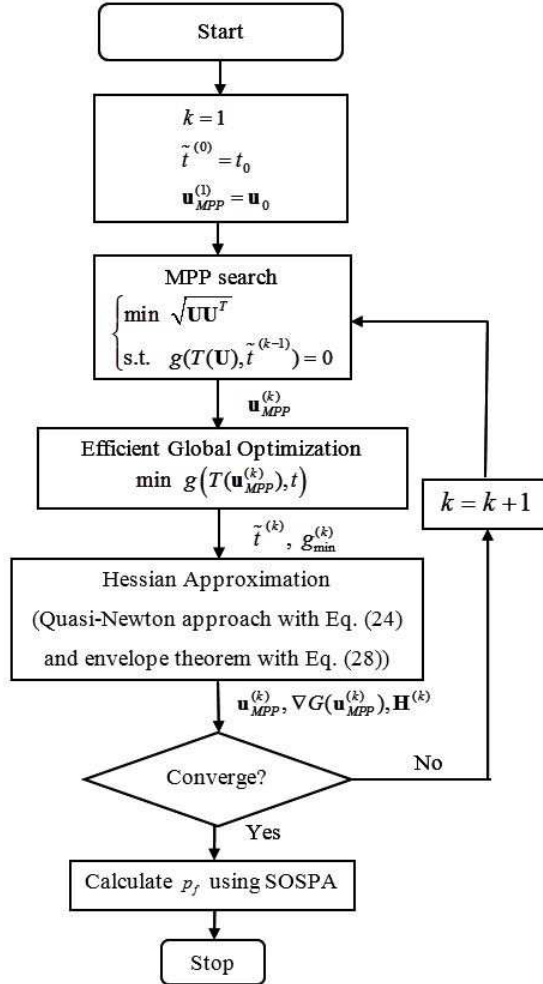 Start
k = 1
t̃^(0) = t_0
u_MPP^(1) = u_0
MPP search
min √UU^T
s.t. g(T(U), t̃^(k−1)) = 0
u_MPP^(k)
Efficient Global Optimization
min g(T(u_MPP^(k)), t)
k = k + 1
t̃^(k), g_min^(k)
Hessian Approximation
(Quasi-Newton approach with Eq. (24)
and envelope theorem with Eq. (28))
u_MPP^(k), ∇G(u_MPP^(k)), H^(k)
Converge?
No
Yes
Calculate p_f using SOSPA
Stop